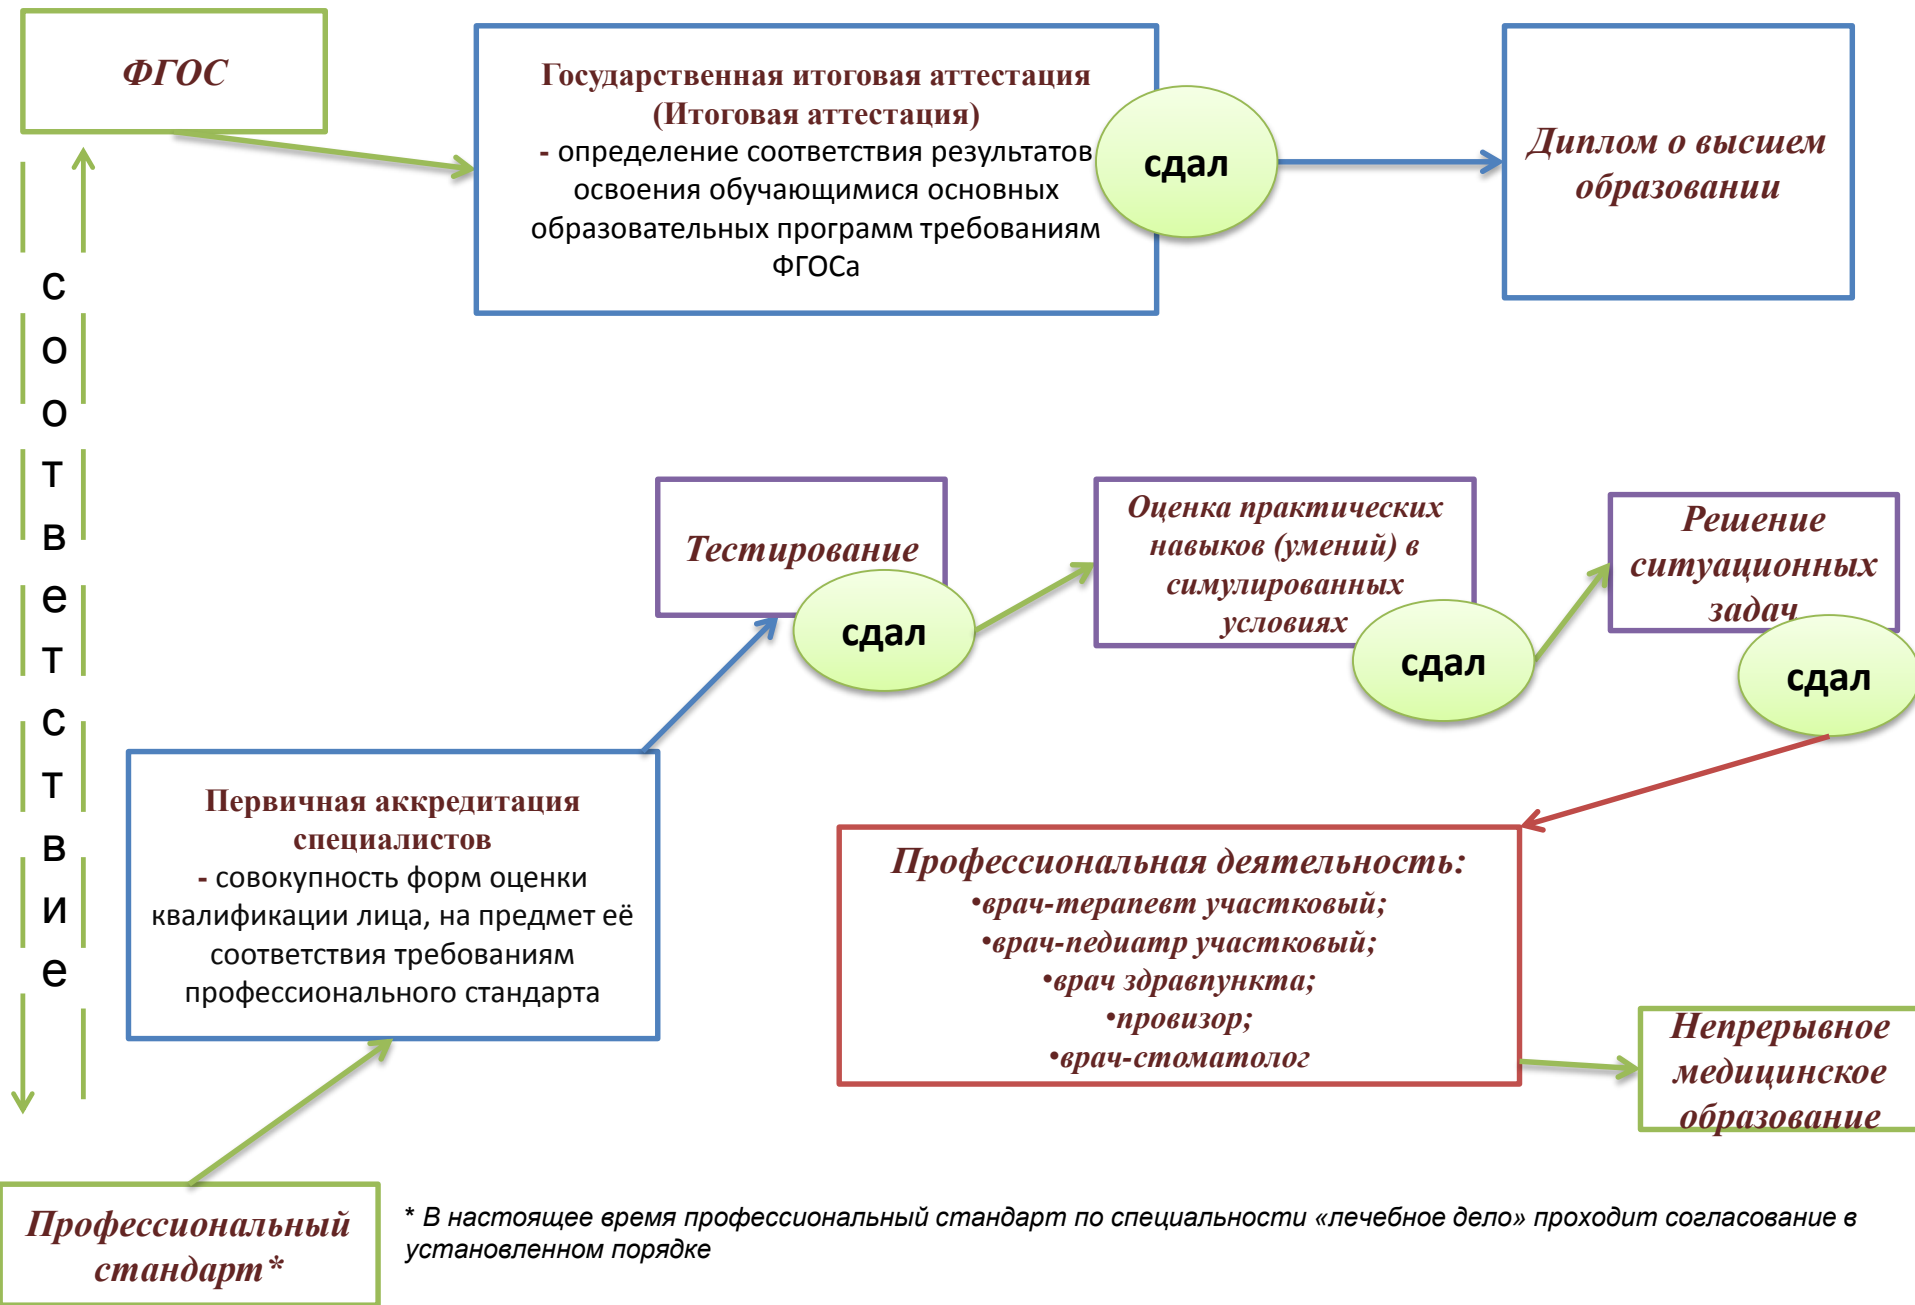 ФГОС
Государственная итоговая аттестация
(Итоговая аттестация)
- определение соответствия результатов
освоения обучающимися основных
образовательных программ требованиям
ФГОСа
сдал
Диплом о высшем
образовании
с
о
о
т
в
е
т
с
т
в
и
е
Тестирование
сдал
Оценка практических
навыков (умений) в
симулированных
условиях
сдал
Решение
ситуационных
задач
сдал
Первичная аккредитация
специалистов
- совокупность форм оценки
квалификации лица, на предмет её
соответствия требованиям
профессионального стандарта
Профессиональная деятельность:
•врач-терапевт участковый;
•врач-педиатр участковый;
•врач здравпункта;
•провизор;
•врач-стоматолог
Непрерывное
медицинское
образование
Профессиональный
стандарт*
* В настоящее время профессиональный стандарт по специальности «лечебное дело» проходит согласование в
установленном порядке